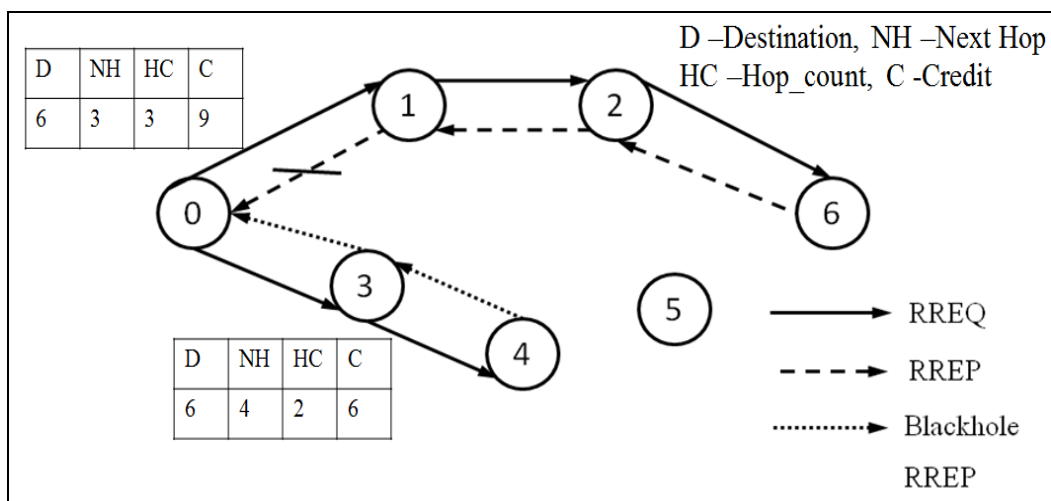 D –Destination, NH –Next Hop
HC –Hop_count, C -Credit
D NH HC C
6 3 3 9
1
2
0
6
3
5
4
D NH HC C
6 4 2 6
RREQ
RREP
Blackhole
RREP